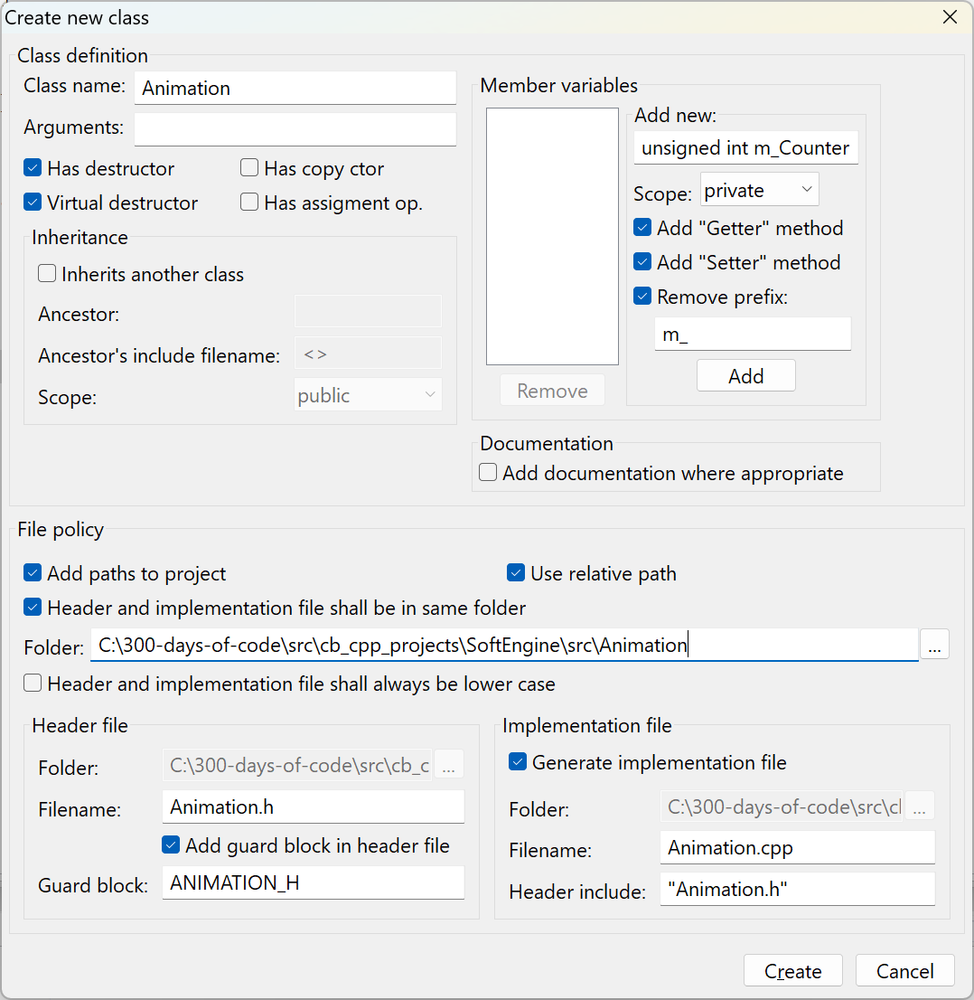 Create new class
Class definition
Class name: Animation
Arguments:
Has destructor
Has copy ctor
Virtual destructor
Has assigment op.
Inheritance
Inherits another class
Ancestor:
Ancestor's include filename: <>
Scope: public
Member variables
Add new:
unsigned int m_Counter
Scope: private
Add "Getter" method
Add "Setter" method
Remove prefix:
m_
Add
Remove
Documentation
Add documentation where appropriate
File policy
Add paths to project
Use relative path
Header and implementation file shall be in same folder
Folder: C:\300-days-of-code\src\cb_cpp_projects\SoftEngine\src\Animation ...
Header and implementation file shall always be lower case
Header file
Folder: C:\300-days-of-code\src\cb_c ...
Filename: Animation.h
Add guard block in header file
Guard block: ANIMATION_H
Implementation file
Generate implementation file
Folder: C:\300-days-of-code\src\cl ...
Filename: Animation.cpp
Header include: "Animation.h"
Create
Cancel